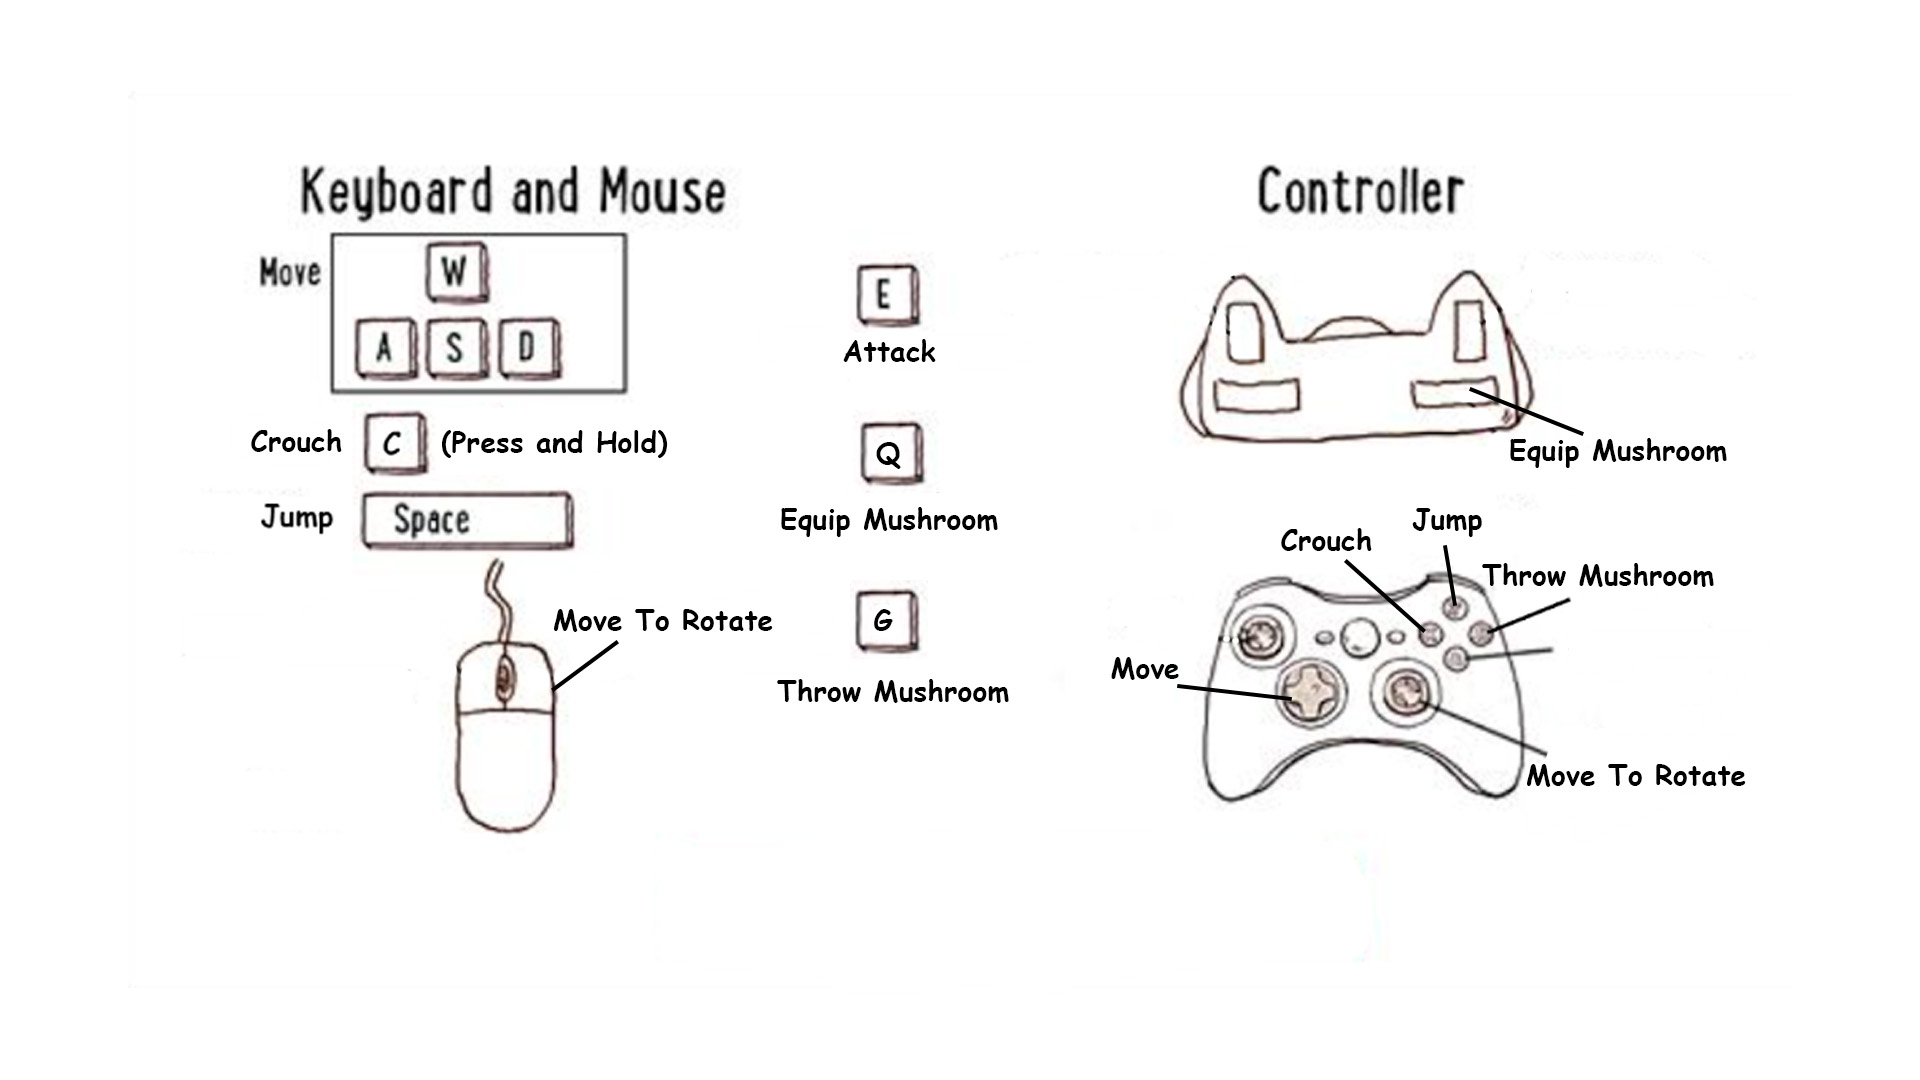 Keyboard and Mouse
Move
W
A S D
Crouch C (Press and Hold)
Jump Space
Move To Rotate
E
Attack
Q
Equip Mushroom
G
Throw Mushroom
Controller
Equip Mushroom
Crouch
Jump
Throw Mushroom
Move
Move To Rotate